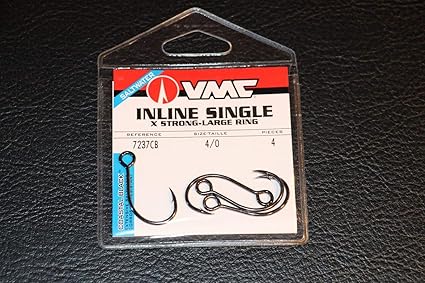 SALTWATER
VMC
INLINE SINGLE
X STRONG-LARGE RING
REFERENCE SIZE-TAILLE PIECES
7237CB 4/0 4
COASTAL BLACK